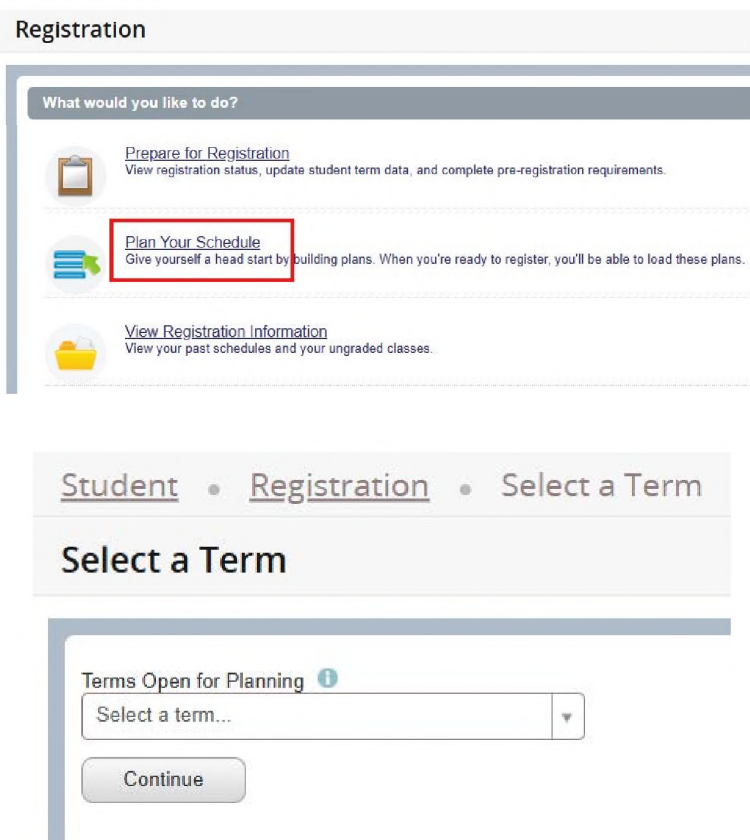 Registration
What would you like to do?
Prepare for Registration
View registration status, update student term data, and complete pre-registration requirements.
Plan Your Schedule
Give yourself a head start by building plans. When you're ready to register, you'll be able to load these plans.
View Registration Information
View your past schedules and your ungraded classes.
Student • Registration • Select a Term
Select a Term
Terms Open for Planning
Select a term...
Continue